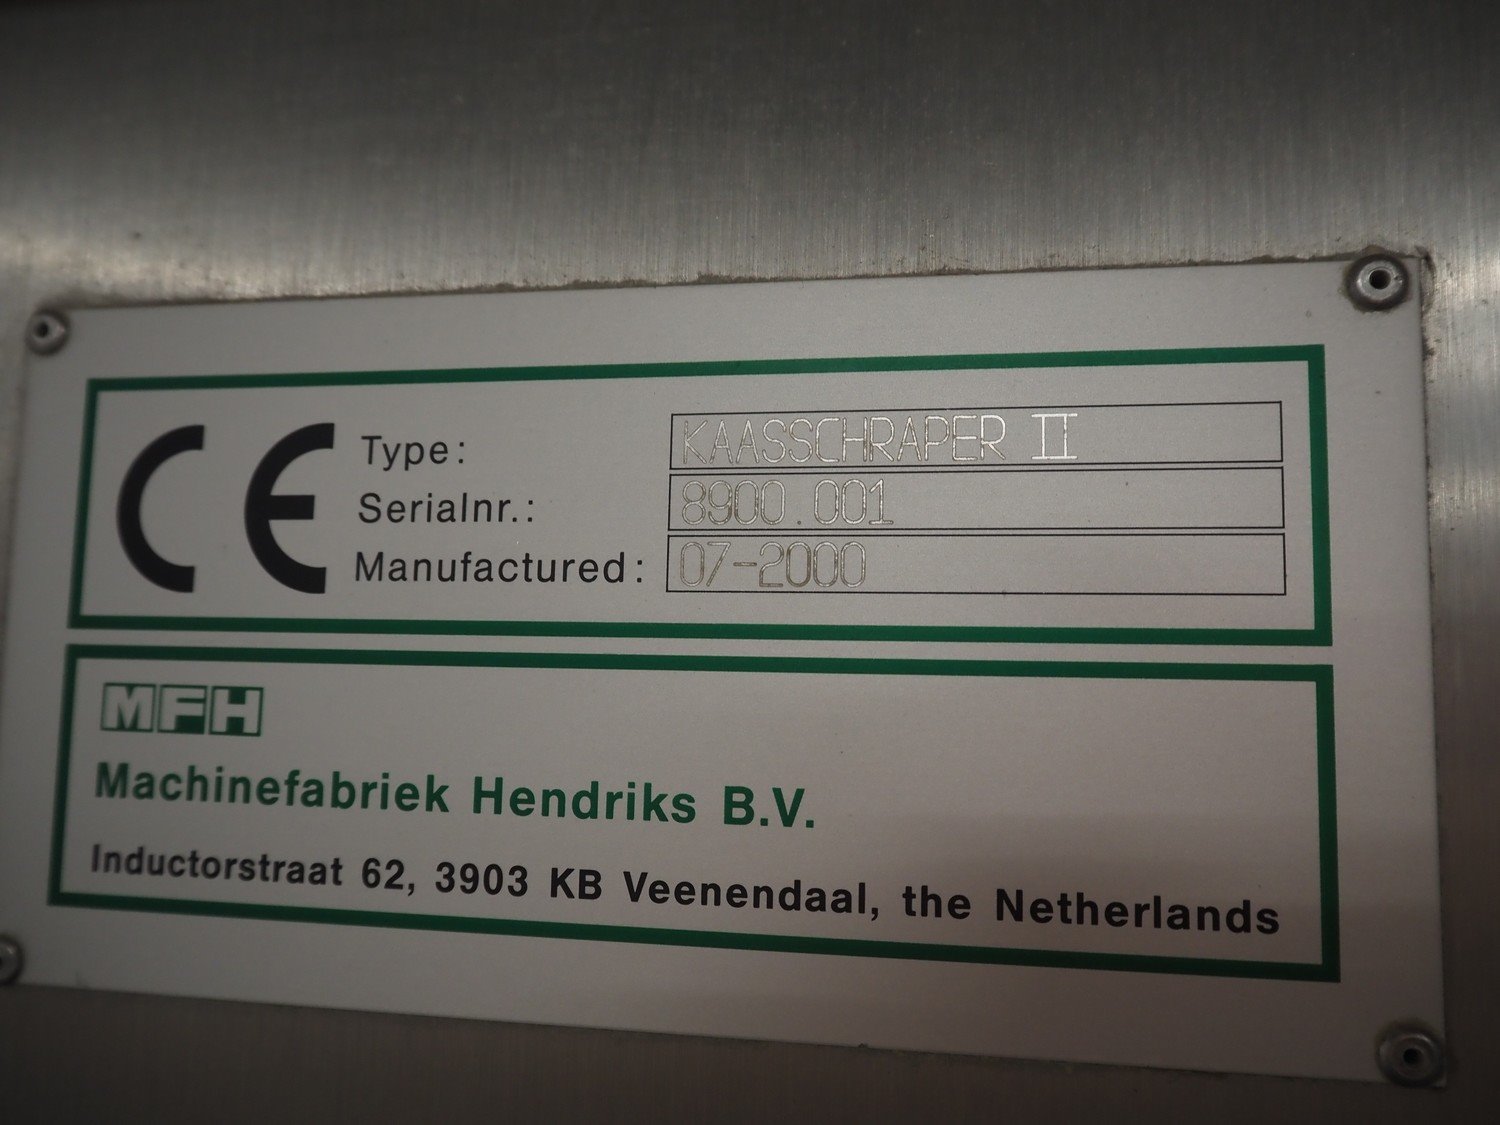 CE
Type: KAASSCHRAPER II
Serialnr.: 8900.001
Manufactured: 07-2000
MFH
Machinefabriek Hendriks B.V.
Inductorstraat 62, 3903 KB Veenendaal, the Netherlands